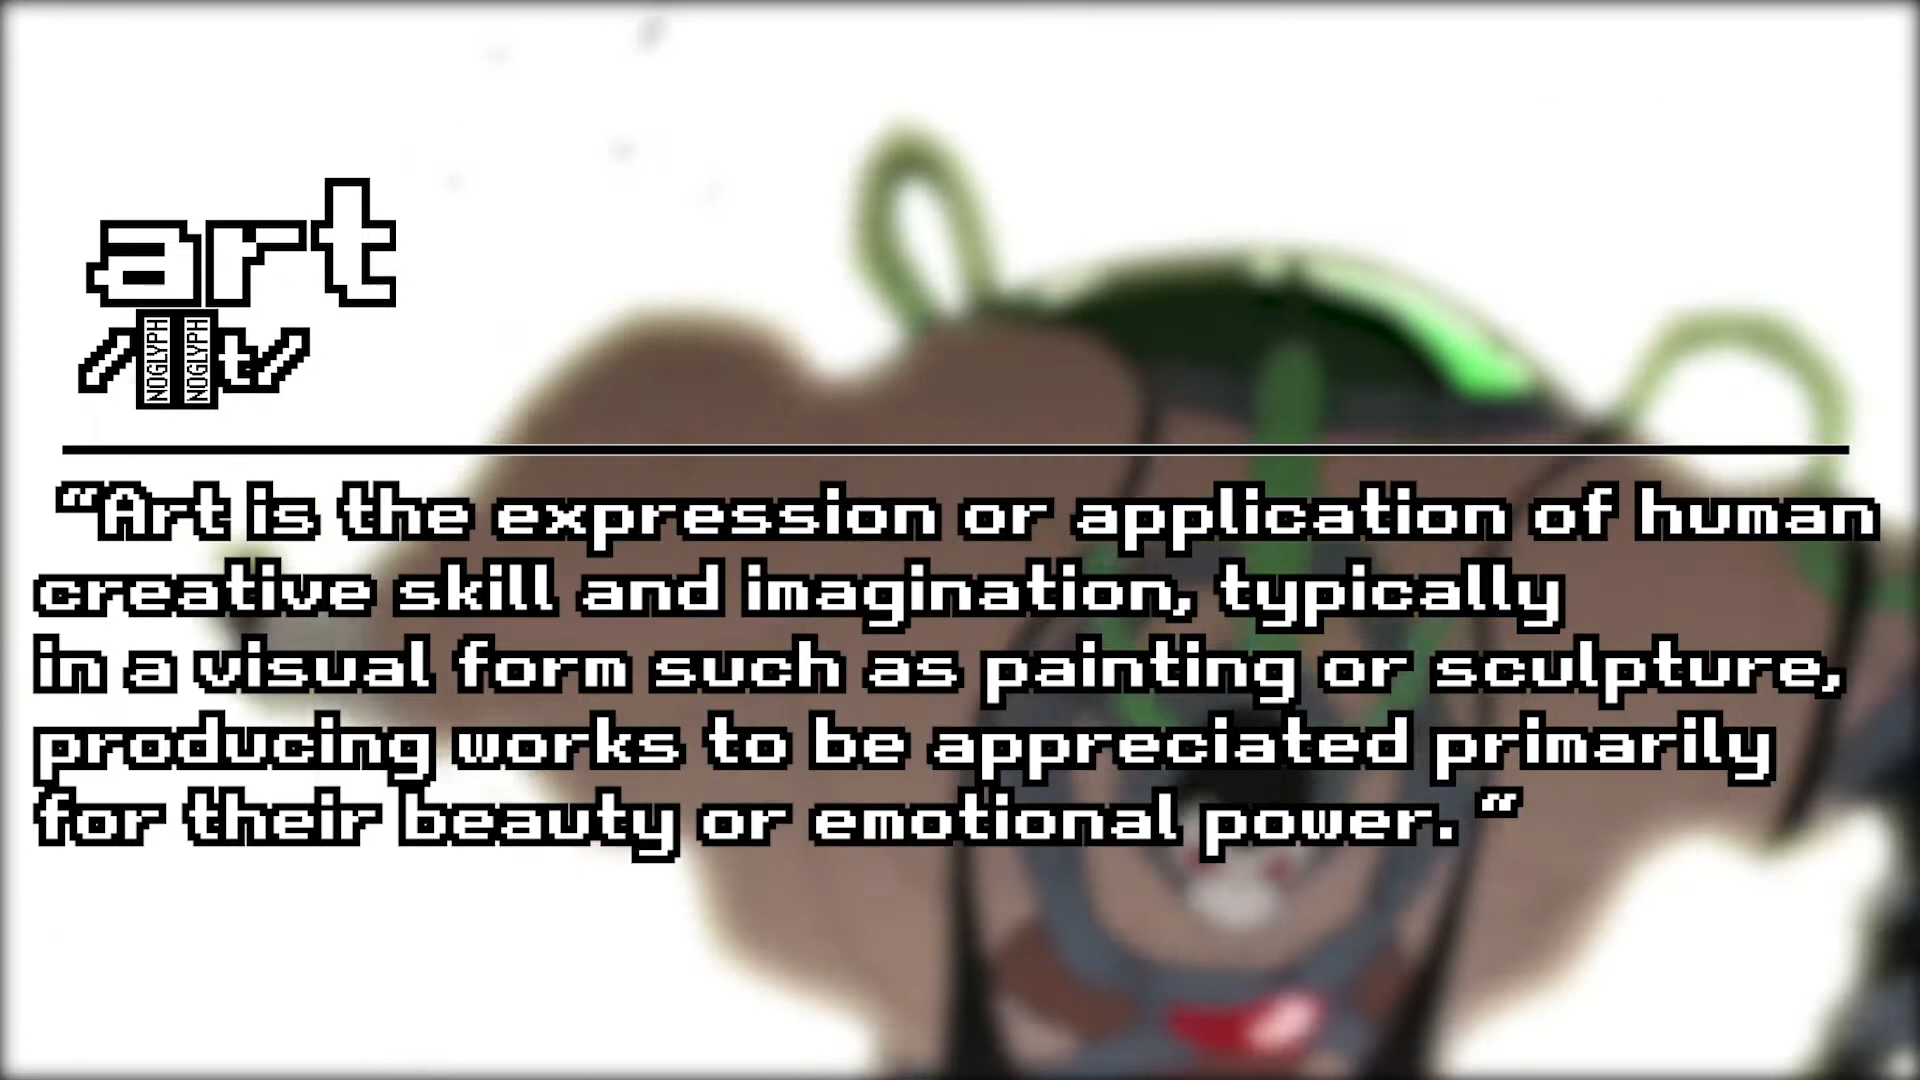 art
/NOGLYPH NOGLYPHt/
“Art is the expression or application of human
creative skill and imagination, typically
in a visual form such as painting or sculpture,
producing works to be appreciated primarily
for their beauty or emotional power. “